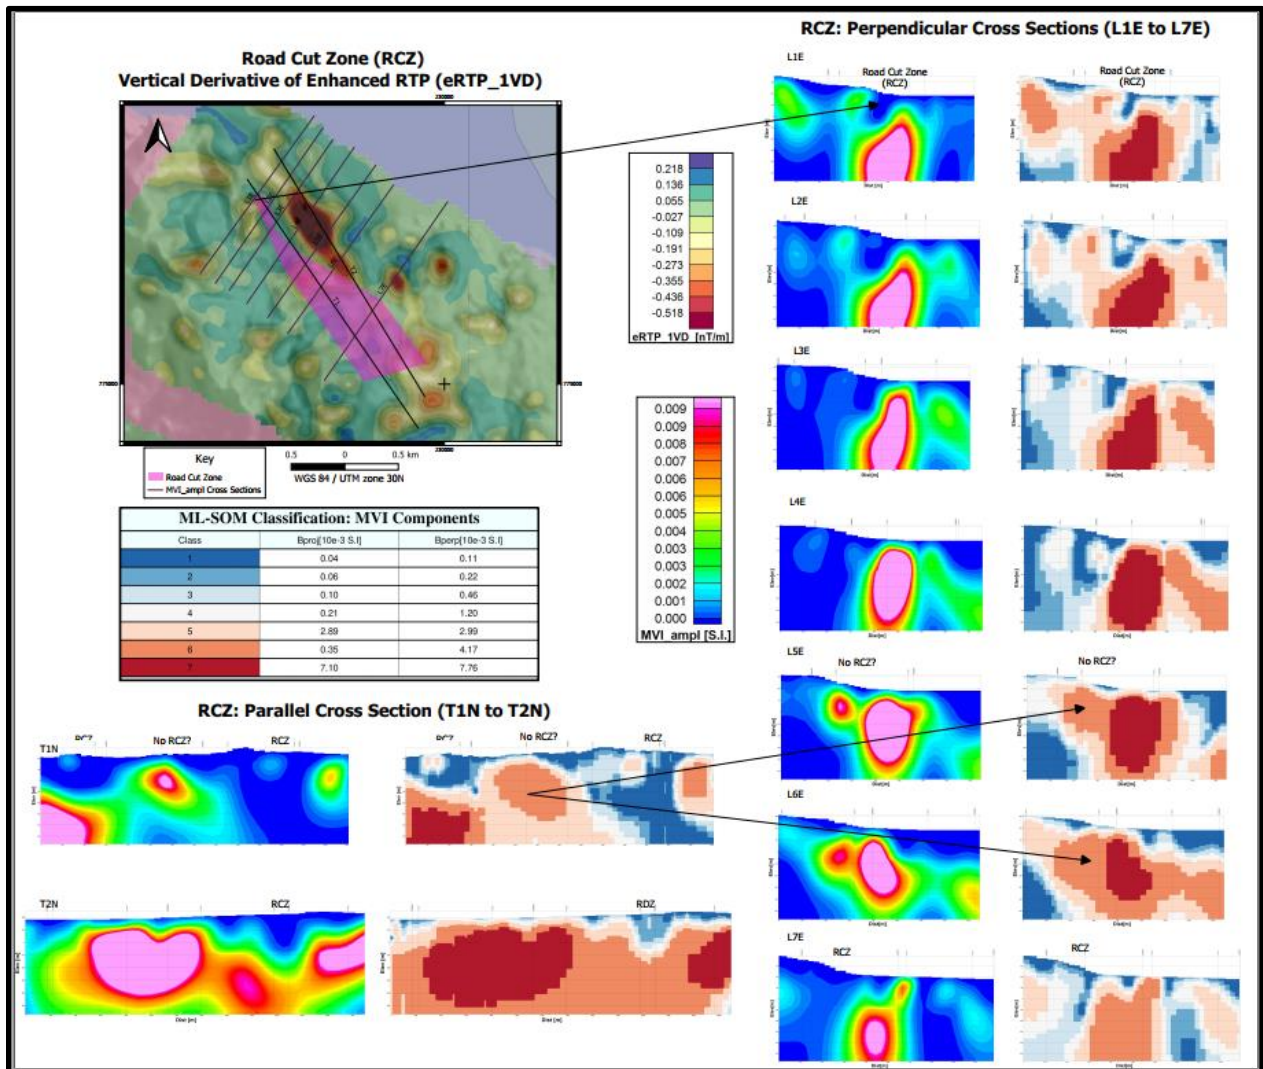 RCZ: Perpendicular Cross Sections (L1E to L7E)
Road Cut Zone (RCZ)
Vertical Derivative of Enhanced RTP (eRTP_1VD)
230000
775000
775000
230000
Key
Road Cut Zone
MVI_ampl Cross Sections
0.5 0 0.5 km
WGS 84 / UTM zone 30N
0.218
0.136
0.055
-0.027
-0.109
-0.191
-0.273
-0.355
-0.436
-0.518
eRTP_1VD [nT/m]
0.009
0.009
0.008
0.007
0.006
0.006
0.005
0.004
0.003
0.003
0.002
0.001
0.000
MVI_ampl [S.I.]
ML-SOM Classification: MVI Components
Class Bproj[10e-3 S.I] Bperp[10e-3 S.I]
1 0.04 0.11
2 0.06 0.22
3 0.10 0.46
4 0.21 1.20
5 2.89 2.99
6 0.35 4.17
7 7.10 7.76
RCZ: Parallel Cross Section (T1N to T2N)
T1N
No RCZ? RCZ
RCZ No RCZ? RCZ
T2N RCZ
RDZ
Dist [m]
Dist [m]
L1E
Road Cut Zone
(RCZ)
Road Cut Zone
(RCZ)
L2E
L3E
L4E
L5E
No RCZ?
No RCZ?
L6E
L7E
RCZ
RCZ